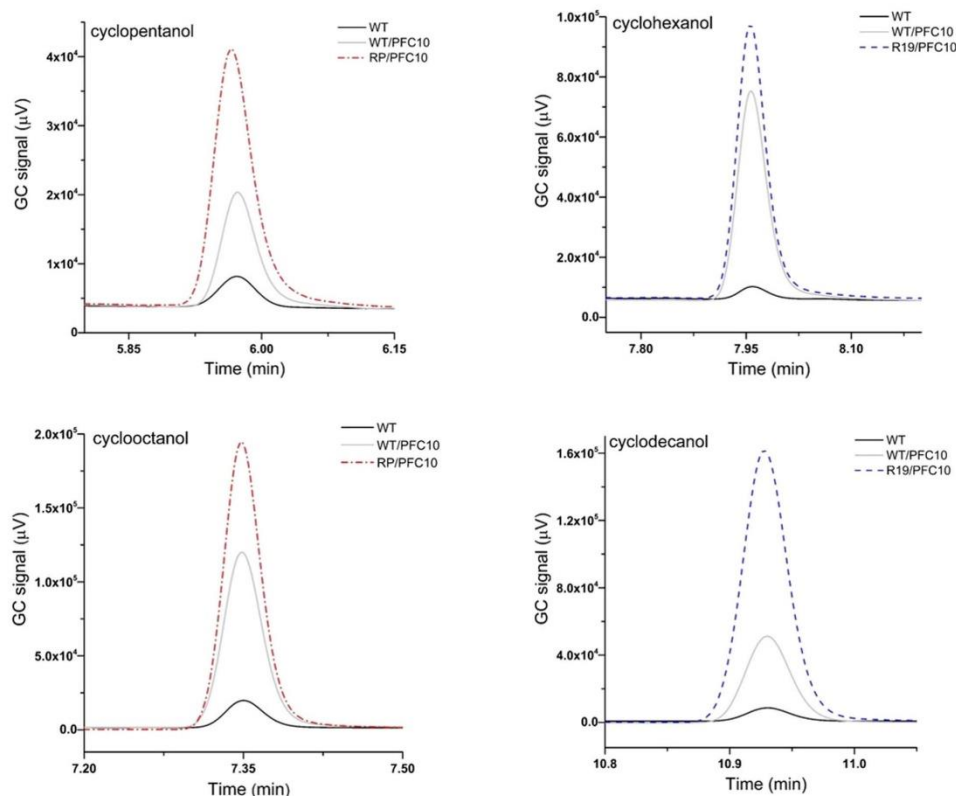 cyclopentanol
WT
WT/PFC10
RP/PFC10
4x10⁴
2x10⁴
1x10⁴
0
GC signal (μV)
5.85 6.00 6.15
Time (min)
cyclohexanol
WT
WT/PFC10
R19/PFC10
1.0x10⁵
8.0x10⁴
6.0x10⁴
4.0x10⁴
2.0x10⁴
0.0
GC signal (μV)
7.80 7.95 8.10
Time (min)
cyclooctanol
WT
WT/PFC10
RP/PFC10
2.0x10⁵
1.5x10⁵
1.0x10⁵
5.0x10⁴
0.0
GC signal (μV)
7.20 7.35 7.50
Time (min)
cyclodecanol
WT
WT/PFC10
R19/PFC10
1.6x10⁵
1.2x10⁵
8.0x10⁴
4.0x10⁴
0.0
GC signal (μV)
10.8 10.9 11.0
Time (min)